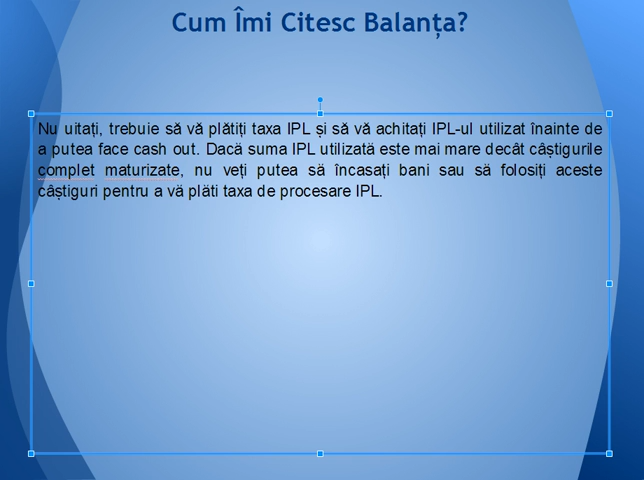 Cum Îmi Citesc Balanța?
Nu uitați, trebuie să vă plătiți taxa IPL și să vă achitați IPL-ul utilizat înainte de
a putea face cash out. Dacă suma IPL utilizată este mai mare decât câștigurile
complet maturizate, nu veți putea să încasați bani sau să folosiți aceste
câștiguri pentru a vă plăti taxa de procesare IPL.